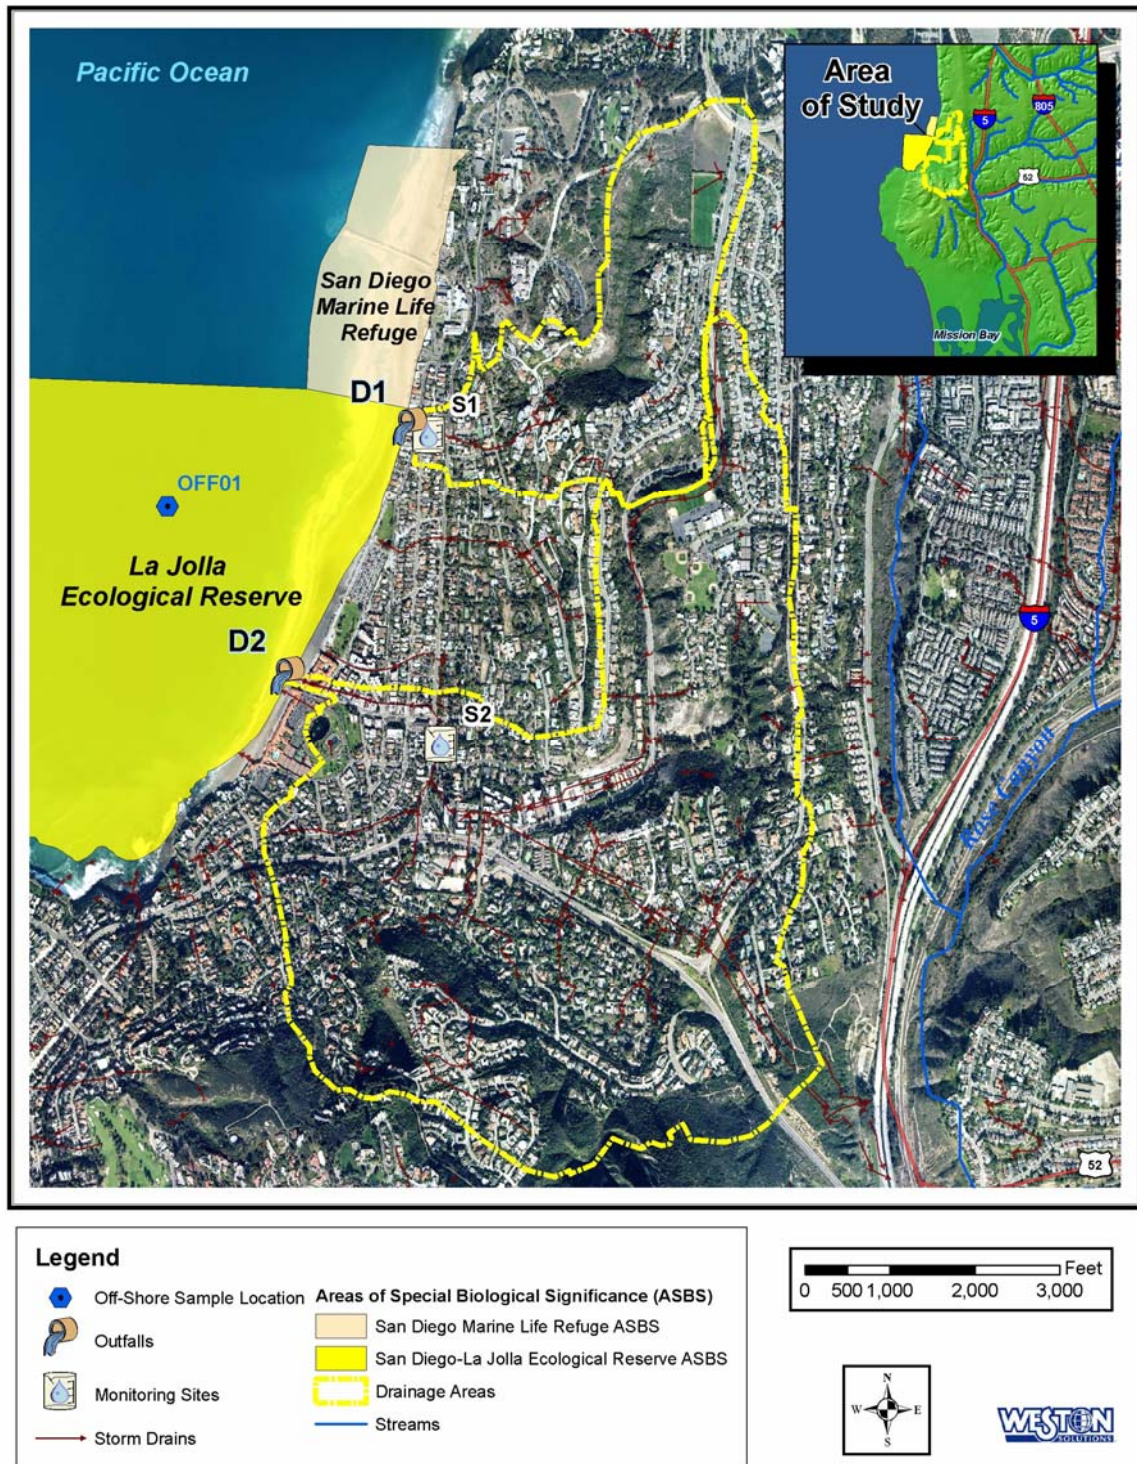 Pacific Ocean
Area
of Study
5
805
52
Mission Bay
San Diego
Marine Life
Refuge
D1
S1
OFF01
La Jolla
Ecological Reserve
D2
S2
5
Rose Canyon
52
Legend
Off-Shore Sample Location
Outfalls
Monitoring Sites
Storm Drains
Areas of Special Biological Significance (ASBS)
San Diego Marine Life Refuge ASBS
San Diego-La Jolla Ecological Reserve ASBS
Drainage Areas
Streams
Feet
0 500 1,000 2,000 3,000
N
W E
S
WESTON
SOLUTIONS